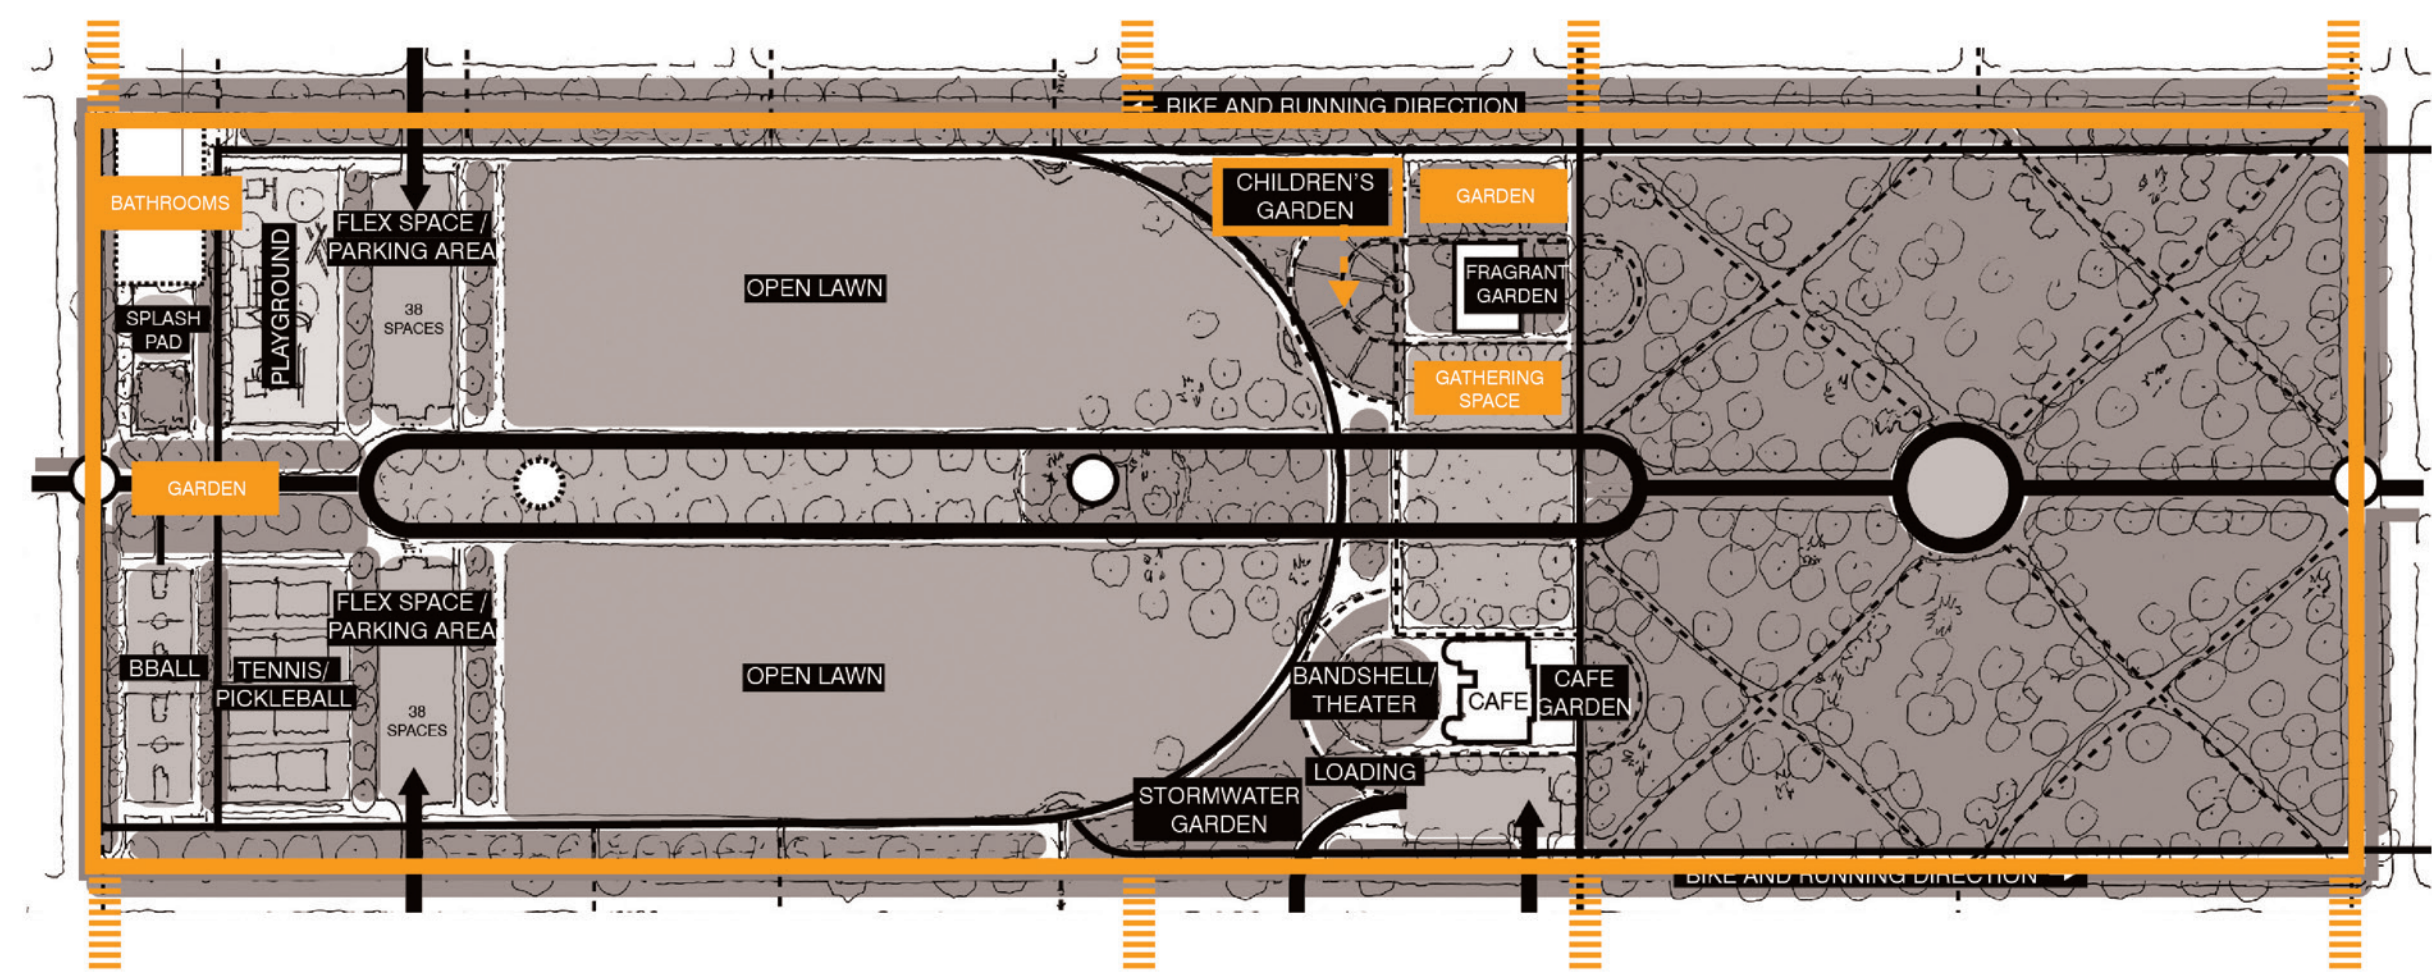 ← BIKE AND RUNNING DIRECTION
BATHROOMS
FLEX SPACE /
PARKING AREA
PLAYGROUND
38
SPACES
SPLASH
PAD
OPEN LAWN
CHILDREN'S
GARDEN
GARDEN
FRAGRANT
GARDEN
GATHERING
SPACE
GARDEN
BBALL
TENNIS/
PICKLEBALL
FLEX SPACE /
PARKING AREA
38
SPACES
OPEN LAWN
BANDSHELL/
THEATER
CAFE
CAFE
GARDEN
LOADING
STORMWATER
GARDEN
BIKE AND RUNNING DIRECTION →